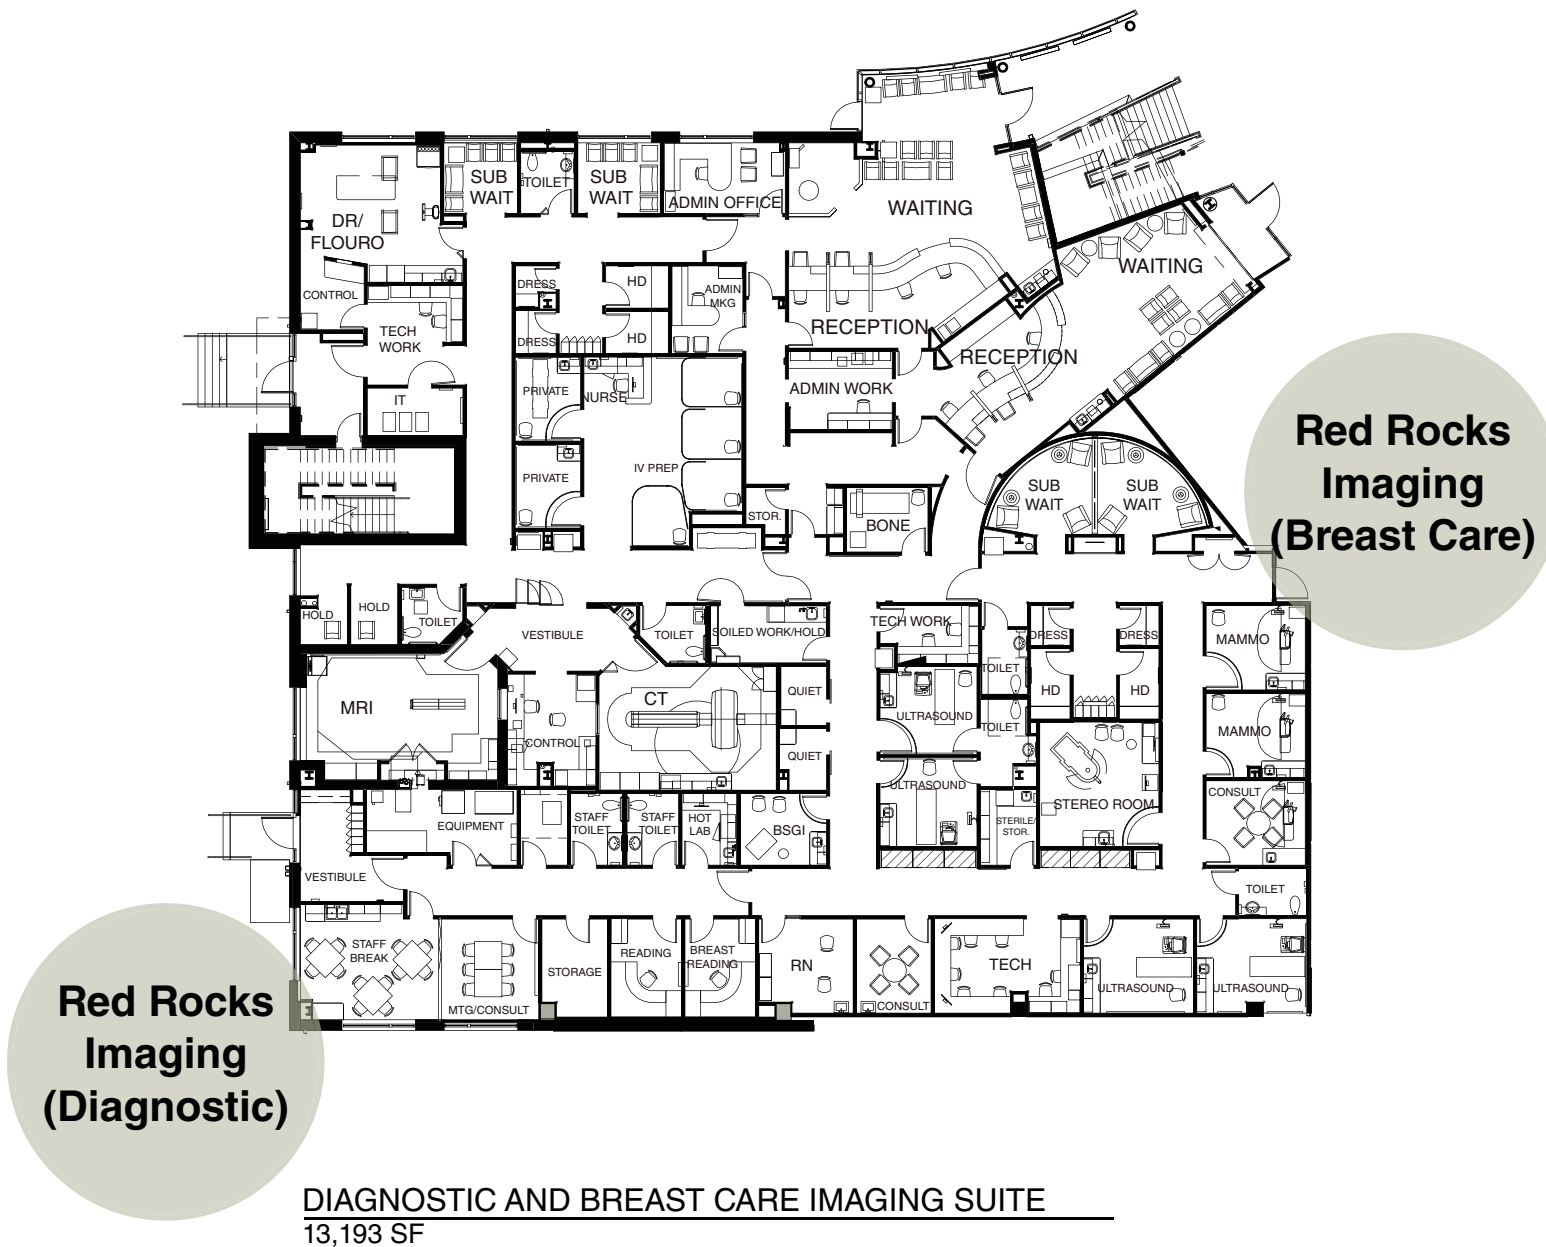 SUB
WAIT
TOILET
SUB
WAIT
ADMIN OFFICE
WAITING
DR/
FLOURO
WAITING
CONTROL
DRESS
HD
ADMIN
MKG
TECH
WORK
DRESS
HD
RECEPTION
RECEPTION
IT
PRIVATE
NURSE
ADMIN WORK
Red Rocks
Imaging
(Breast Care)
PRIVATE
IV PREP
STOR.
BONE
SUB
WAIT
SUB
WAIT
HOLD
HOLD
TOILET
VESTIBULE
TOILET
SOILED WORK/HOLD
TECH WORK
DRESS
DRESS
MAMMO
TOILET
MRI
CT
QUIET
HD
HD
ULTRASOUND
TOILET
MAMMO
CONTROL
QUIET
ULTRASOUND
CONSULT
STEREO ROOM
EQUIPMENT
STAFF
TOILET
STAFF
TOILET
HOT
LAB
BSGI
STERILE/
STOR.
VESTIBULE
TOILET
STAFF
BREAK
MTG/CONSULT
STORAGE
READING
BREAST
READING
RN
CONSULT
TECH
ULTRASOUND
ULTRASOUND
Red Rocks
Imaging
(Diagnostic)
DIAGNOSTIC AND BREAST CARE IMAGING SUITE
13,193 SF